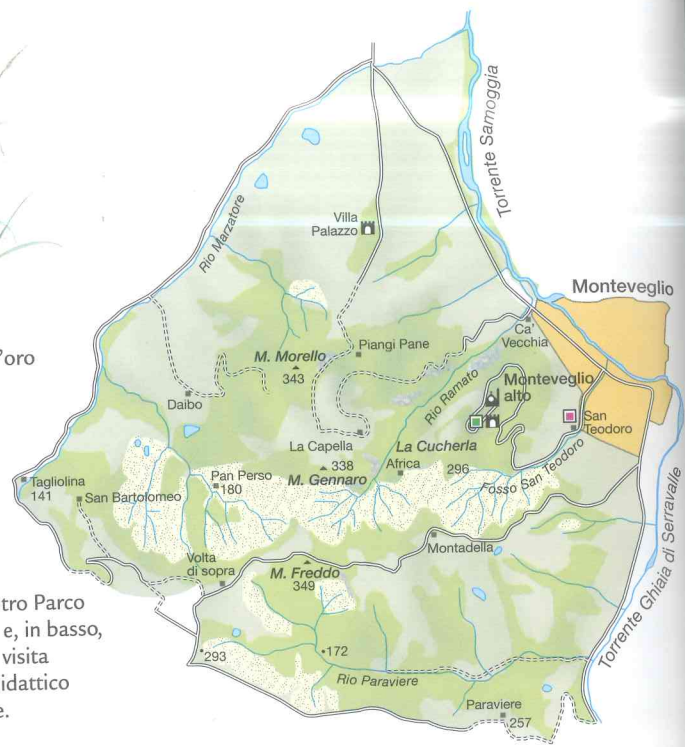 Torrente Samoggia
Rio Marzatore
Villa
Palazzo
Monteveglio
'oro
Ca'
Vecchia
Piangi Pane
M. Morello
343
Rio Ramato
Monteveglio
alto
Daibo
San
Teodoro
La Capella
La Cucherla
338
M. Gennaro
Africa
296
Fosso San Teodoro
Tagliolina
141
San Bartolomeo
Pan Perso
180
Montadella
Volta
di sopra
M. Freddo
349
Torrente Ghiaia di Serravalle
tro Parco
e, in basso,
visita
idattico
e.
293
172
Rio Paraviere
Paraviere
257